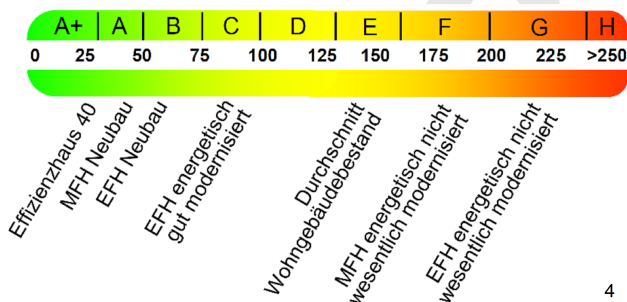 A+ A B C D E F G H
0 25 50 75 100 125 150 175 200 225 >250
Effizienzhaus 40
MFH Neubau
EFH Neubau
EFH energetisch
gut modernisiert
Durchschnitt
Wohngebäudebestand
MFH energetisch nicht
wesentlich modernisiert
EFH energetisch nicht
wesentlich modernisiert
4